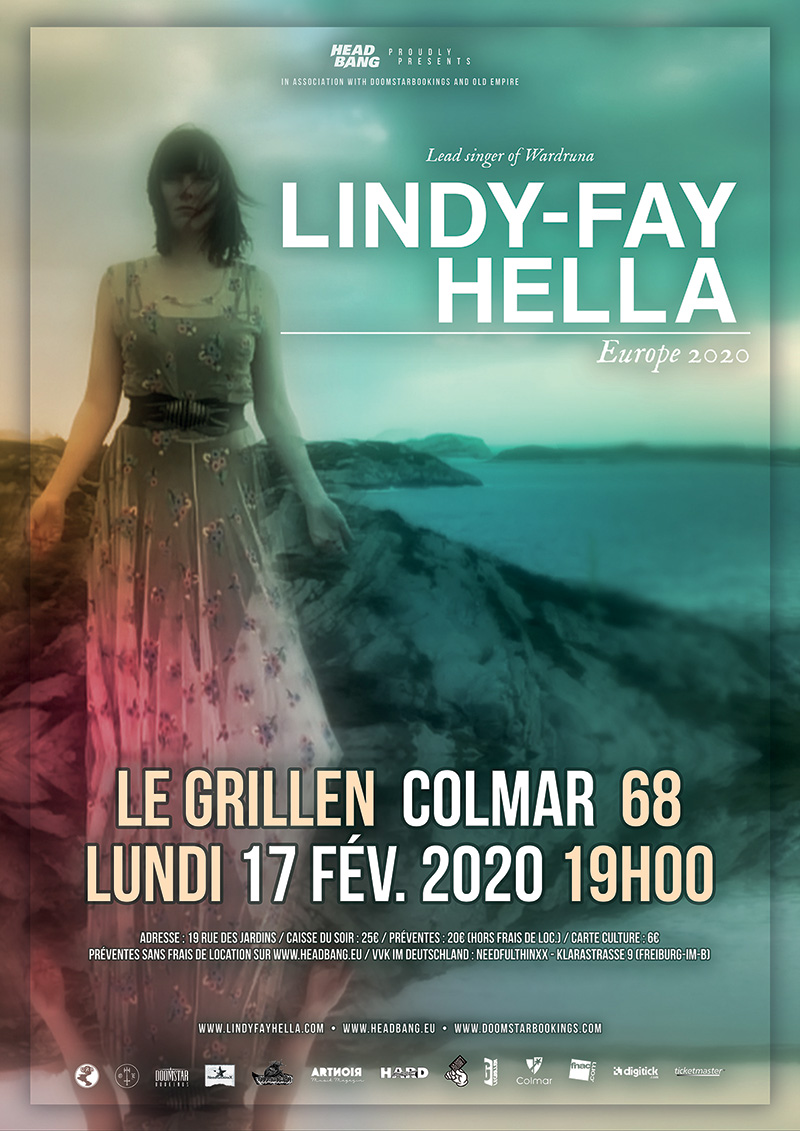 HEAD BANG PROUDLY PRESENTS
IN ASSOCIATION WITH DOOMSTARBOOKINGS AND OLD EMPIRE
Lead singer of Wardruna
LINDY-FAY
HELLA
Europe 2020
LE GRILLEN COLMAR 68
LUNDI 17 FÉV. 2020 19H00
ADRESSE : 19 RUE DES JARDINS / CAISSE DU SOIR : 25€ / PRÉVENTES : 20€ (HORS FRAIS DE LOC.) / CARTE CULTURE : 6€
PRÉVENTES SANS FRAIS DE LOCATION SUR WWW.HEADBANG.EU / VVK IM DEUTSCHLAND : NEEDFULTHINXX - KLARASTRASSE 9 (FREIBURG-IM-B)
WWW.LINDYFAYHELLA.COM • WWW.HEADBANG.EU • WWW.DOOMSTARBOOKINGS.COM
DOOMSTAR BOOKINGS ARTNOIR Musik Magazin HARD Colmar fnac.com digitick ticketmaster